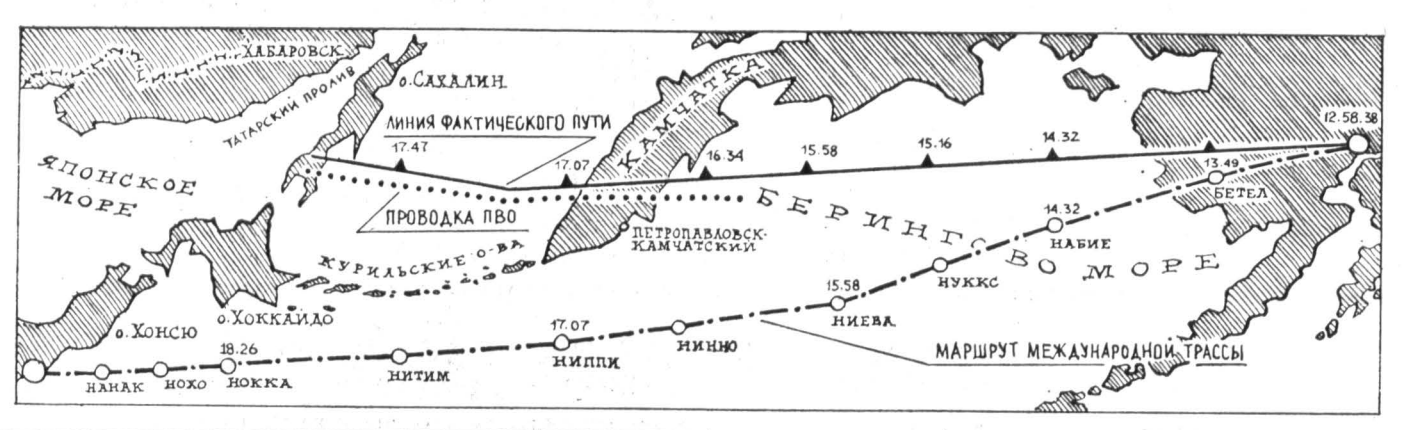 ХАБАРОВСК
о. САХАЛИН
ТАТАРСКИЙ ПРОЛИВ
ЛИНИЯ ФАКТИЧЕСКОГО ПУТИ
КАМЧАТКА
12.58.38
17.47
17.07
16.34
15.58
15.16
14.32
13.49
БЕТЕЛ
ЯПОНСКОЕ
МОРЕ
ПРОВОДКА ПВО
БЕРИНГОВО МОРЕ
ПЕТРОПАВЛОВСК-
КАМЧАТСКИЙ
14.32
НАБИЕ
КУРИЛЬСКИЕ О-ВА
НУККС
15.58
НИЕВА
о. ХОККАЙДО
о. ХОНСЮ
17.07
НИППИ
НИННО
МАРШРУТ МЕЖДУНАРОДНОЙ ТРАССЫ
18.26
НАНАК
НОХО
НОККА
НИТИМ